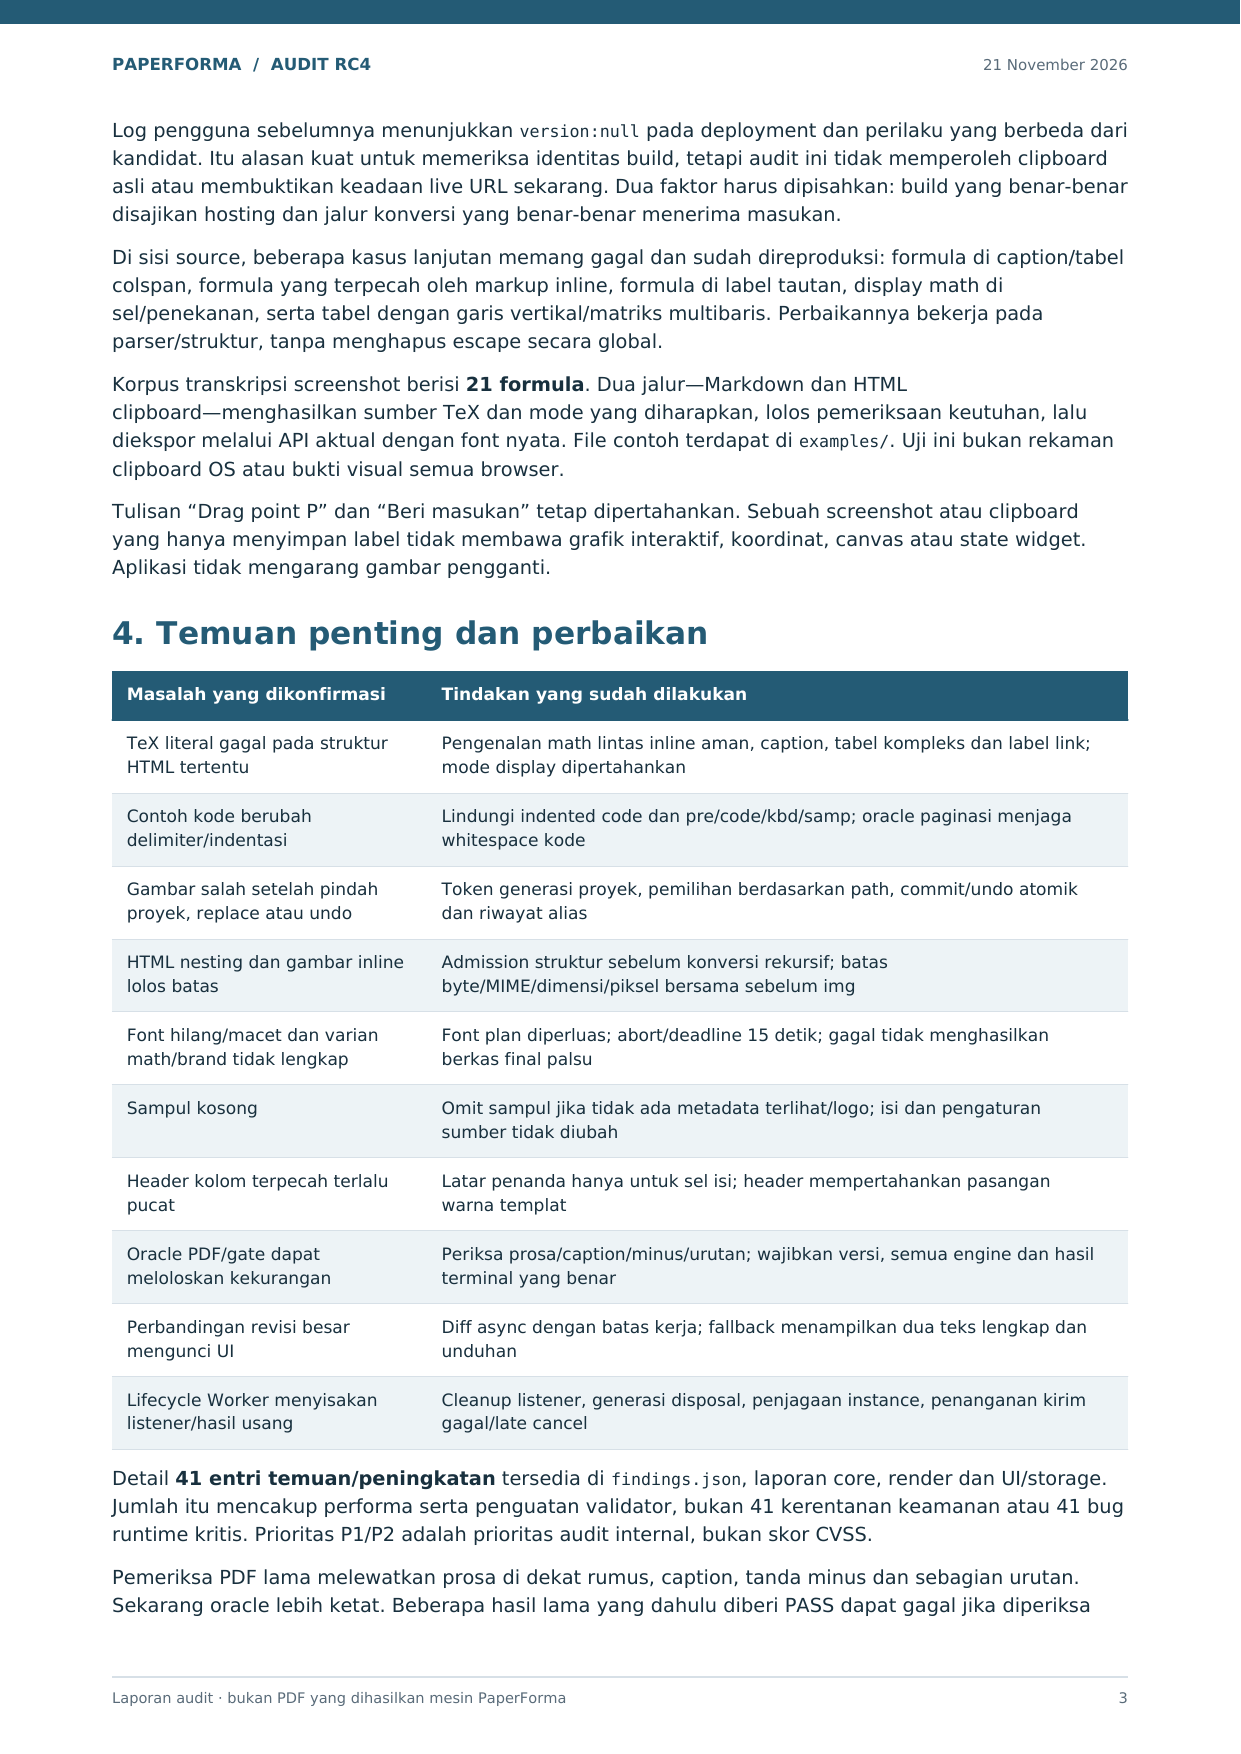 PAPERFORMA / AUDIT RC4
21 November 2026
Log pengguna sebelumnya menunjukkan version:null pada deployment dan perilaku yang berbeda dari
kandidat. Itu alasan kuat untuk memeriksa identitas build, tetapi audit ini tidak memperoleh clipboard
asli atau membuktikan keadaan live URL sekarang. Dua faktor harus dipisahkan: build yang benar-benar
disajikan hosting dan jalur konversi yang benar-benar menerima masukan.
Di sisi source, beberapa kasus lanjutan memang gagal dan sudah direproduksi: formula di caption/tabel
colspan, formula yang terpecah oleh markup inline, formula di label tautan, display math di
sel/penekanan, serta tabel dengan garis vertikal/matriks multibaris. Perbaikannya bekerja pada
parser/struktur, tanpa menghapus escape secara global.
Korpus transkripsi screenshot berisi 21 formula. Dua jalur—Markdown dan HTML
clipboard—menghasilkan sumber TeX dan mode yang diharapkan, lolos pemeriksaan keutuhan, lalu
diekspor melalui API aktual dengan font nyata. File contoh terdapat di examples/. Uji ini bukan rekaman
clipboard OS atau bukti visual semua browser.
Tulisan “Drag point P” dan “Beri masukan” tetap dipertahankan. Sebuah screenshot atau clipboard
yang hanya menyimpan label tidak membawa grafik interaktif, koordinat, canvas atau state widget.
Aplikasi tidak mengarang gambar pengganti.
4. Temuan penting dan perbaikan
Masalah yang dikonfirmasi
Tindakan yang sudah dilakukan
TeX literal gagal pada struktur
HTML tertentu
Pengenalan math lintas inline aman, caption, tabel kompleks dan label link;
mode display dipertahankan
Contoh kode berubah
delimiter/indentasi
Lindungi indented code dan pre/code/kbd/samp; oracle paginasi menjaga
whitespace kode
Gambar salah setelah pindah
proyek, replace atau undo
Token generasi proyek, pemilihan berdasarkan path, commit/undo atomik
dan riwayat alias
HTML nesting dan gambar inline
lolos batas
Admission struktur sebelum konversi rekursif; batas
byte/MIME/dimensi/piksel bersama sebelum img
Font hilang/macet dan varian
math/brand tidak lengkap
Font plan diperluas; abort/deadline 15 detik; gagal tidak menghasilkan
berkas final palsu
Sampul kosong
Omit sampul jika tidak ada metadata terlihat/logo; isi dan pengaturan
sumber tidak diubah
Header kolom terpecah terlalu
pucat
Latar penanda hanya untuk sel isi; header mempertahankan pasangan
warna templat
Oracle PDF/gate dapat
meloloskan kekurangan
Periksa prosa/caption/minus/urutan; wajibkan versi, semua engine dan hasil
terminal yang benar
Perbandingan revisi besar
mengunci UI
Diff async dengan batas kerja; fallback menampilkan dua teks lengkap dan
unduhan
Lifecycle Worker menyisakan
listener/hasil usang
Cleanup listener, generasi disposal, penjagaan instance, penanganan kirim
gagal/late cancel
Detail 41 entri temuan/peningkatan tersedia di findings.json, laporan core, render dan UI/storage.
Jumlah itu mencakup performa serta penguatan validator, bukan 41 kerentanan keamanan atau 41 bug
runtime kritis. Prioritas P1/P2 adalah prioritas audit internal, bukan skor CVSS.
Pemeriksa PDF lama melewatkan prosa di dekat rumus, caption, tanda minus dan sebagian urutan.
Sekarang oracle lebih ketat. Beberapa hasil lama yang dahulu diberi PASS dapat gagal jika diperiksa
Laporan audit · bukan PDF yang dihasilkan mesin PaperForma
3